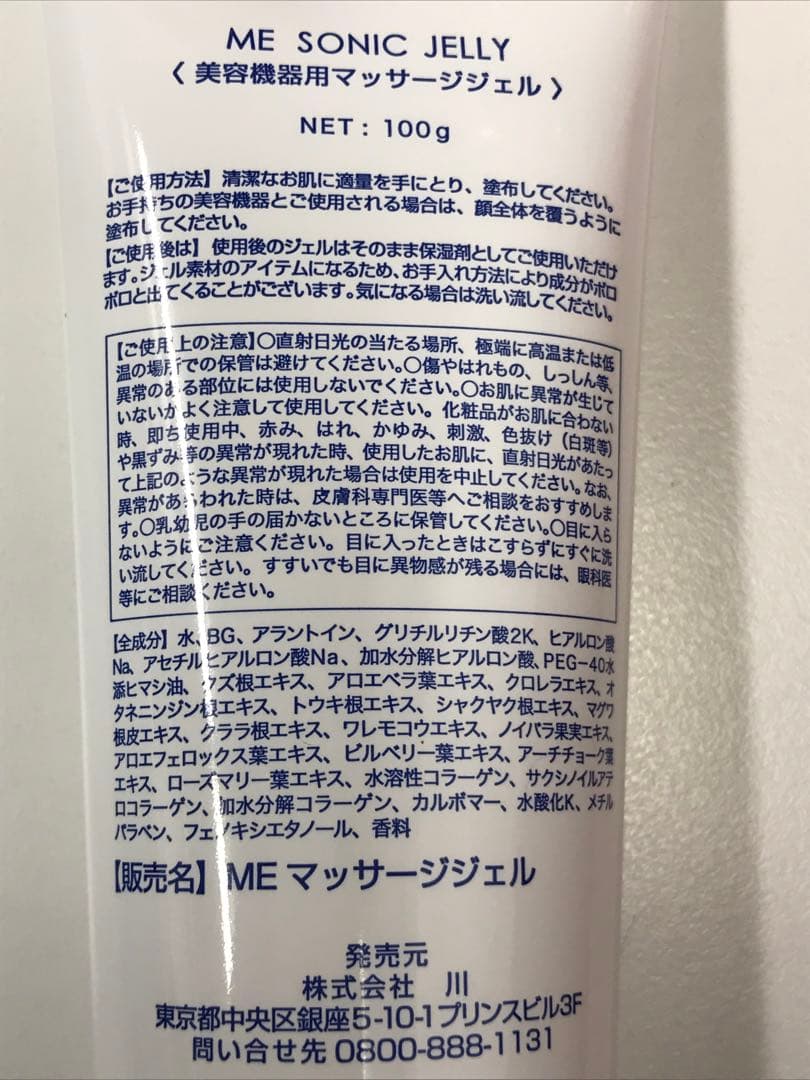 ME SONIC JELLY
〈 美容機器用マッサージジェル 〉
NET : 100g
【ご使用方法】清潔なお肌に適量を手にとり、塗布してください。
お手持ちの美容機器とご使用される場合は、顔全体を覆うように
塗布してください。
【ご使用後は】使用後のジェルはそのまま保湿剤としてご使用いただけ
ます。ジェル素材のアイテムになるため、お手入れ方法により成分がポロ
ポロと出てくることがございます。気になる場合は洗い流してください。
【ご使用上の注意】〇直射日光の当たる場所、極端に高温または低
温の場所での保管は避けてください。〇傷やはれもの、しっしん等、
異常のある部位には使用しないでください。〇お肌に異常が生じて
いないかよく注意して使用してください。化粧品がお肌に合わない
時、即ち使用中、赤み、はれ、かゆみ、刺激、色抜け（白斑等）
や黒ずみ等の異常が現れた時、使用したお肌に、直射日光があたっ
て上記のような異常が現れた場合は使用を中止してください。なお、
異常があらわれた時は、皮膚科専門医等へご相談をおすすめしま
す。〇乳幼児の手の届かないところに保管してください。〇目に入ら
ないようにご注意ください。目に入ったときはこすらずにすぐに洗
い流してください。すすいでも目に異物感が残る場合には、眼科医
等にご相談ください。
【全成分】水、BG、アラントイン、グリチルリチン酸2K、ヒアルロン酸
Na、アセチルヒアルロン酸Na、加水分解ヒアルロン酸、PEG-40水
添ヒマシ油、クズ根エキス、アロエベラ葉エキス、クロレラエキス、オ
タネニンジン根エキス、トウキ根エキス、シャクヤク根エキス、マグワ
根皮エキス、クララ根エキス、ワレモコウエキス、ノイバラ果実エキス、
アロエフェロックス葉エキス、ビルベリー葉エキス、アーチチョーク葉
エキス、ローズマリー葉エキス、水溶性コラーゲン、サクシノイルアテ
ロコラーゲン、加水分解コラーゲン、カルボマー、水酸化K、メチル
パラベン、フェノキシエタノール、香料
【販売名】ME マッサージジェル
発売元
株式会社 川
東京都中央区銀座5-10-1プリンスビル3F
問い合せ先 0800-888-1131